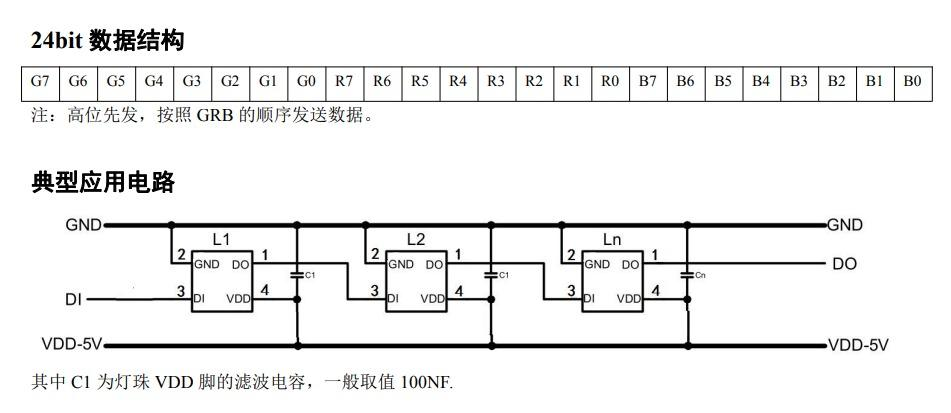 24bit 数据结构
G7 G6 G5 G4 G3 G2 G1 G0 R7 R6 R5 R4 R3 R2 R1 R0 B7 B6 B5 B4 B3 B2 B1 B0
注：高位先发，按照 GRB 的顺序发送数据。
典型应用电路
GND GND
L1 L2 Ln
2 1 2 1 2 1
GND DO GND DO GND DO DO
C1 C1 Cn
3 4 3 4 3 4
DI DI VDD DI VDD DI VDD
VDD-5V VDD-5V
其中 C1 为灯珠 VDD 脚的滤波电容，一般取值 100NF.